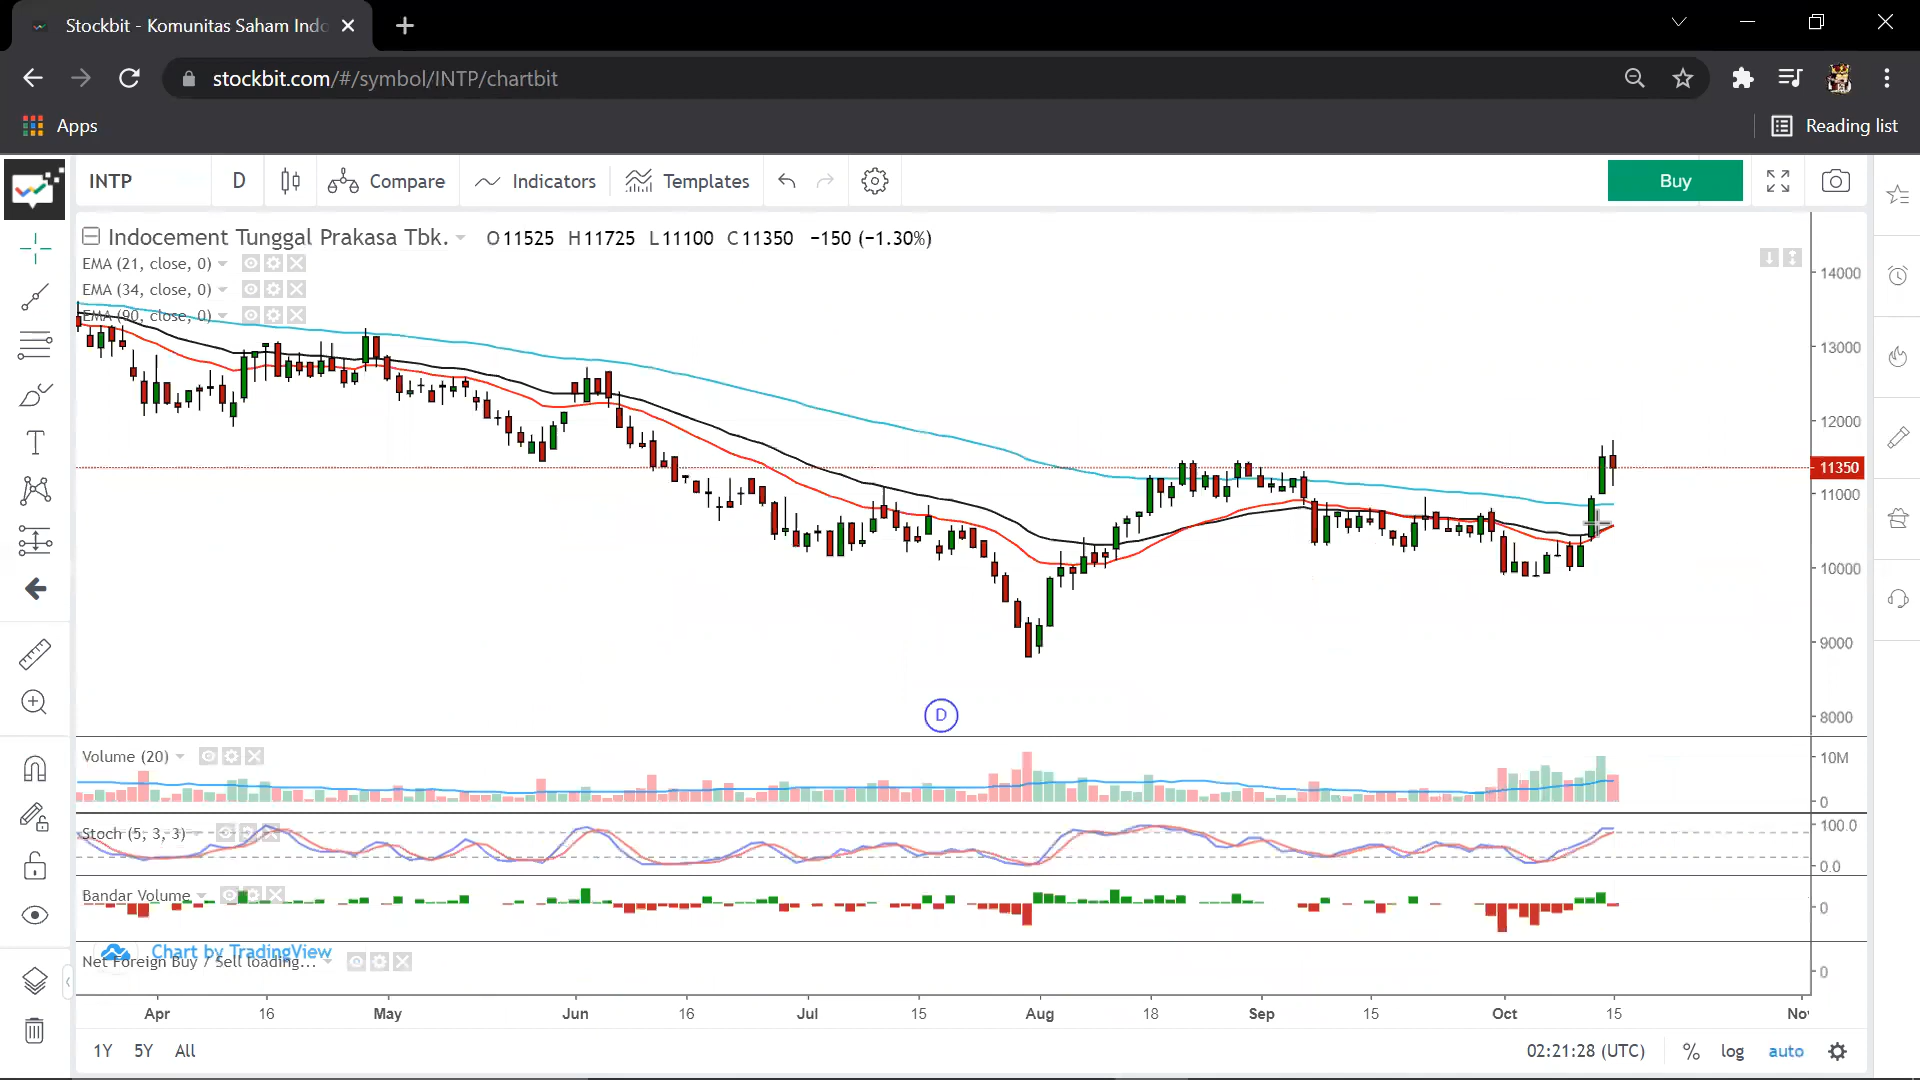 Stockbit - Komunitas Saham Indo
stockbit.com/#/symbol/INTP/chartbit
Apps
Reading list
INTP
D
Compare
Indicators
Templates
Buy
Indocement Tunggal Prakasa Tbk. O11525 H11725 L11100 C11350 −150 (−1.30%)
EMA (21, close, 0)
EMA (34, close, 0)
EMA (90, close, 0)
14000
13000
12000
11350
11000
10000
9000
8000
D
Volume (20)
10M
0
Stoch (5, 3, 3)
100.0
0.0
Bandar Volume
0
Chart by TradingView
Net Foreign Buy / Sell loading...
0
Apr 16 May Jun 16 Jul 15 Aug 18 Sep 15 Oct 15 No
1Y 5Y All
02:21:28 (UTC) % log auto
T